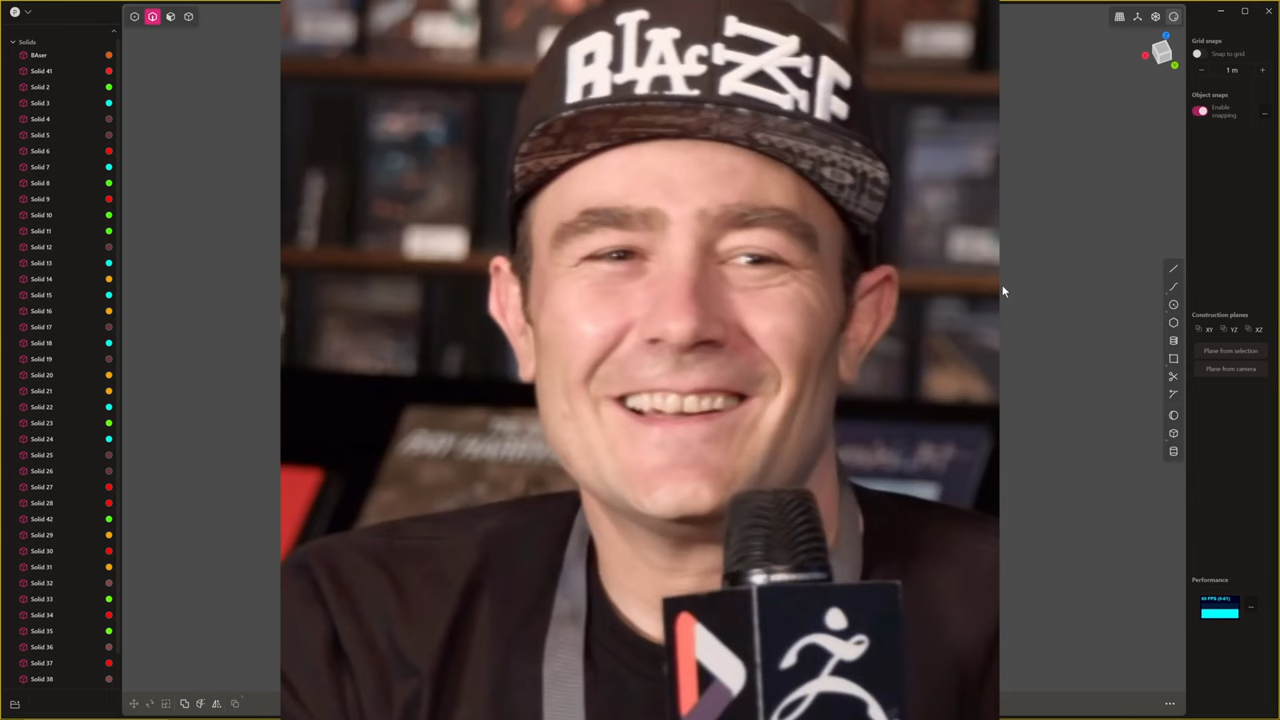 Solids
BAser
Solid 41
Solid 2
Solid 3
Solid 4
Solid 5
Solid 6
Solid 7
Solid 8
Solid 9
Solid 10
Solid 11
Solid 12
Solid 13
Solid 14
Solid 15
Solid 16
Solid 17
Solid 18
Solid 19
Solid 20
Solid 21
Solid 22
Solid 23
Solid 24
Solid 25
Solid 26
Solid 27
Solid 28
Solid 42
Solid 29
Solid 30
Solid 31
Solid 32
Solid 33
Solid 34
Solid 35
Solid 36
Solid 37
Solid 38
Grid snaps
Snap to grid
1 m
Object snaps
Enable
snapping
Construction planes
XY YZ XZ
Plane from selection
Plane from camera
Performance